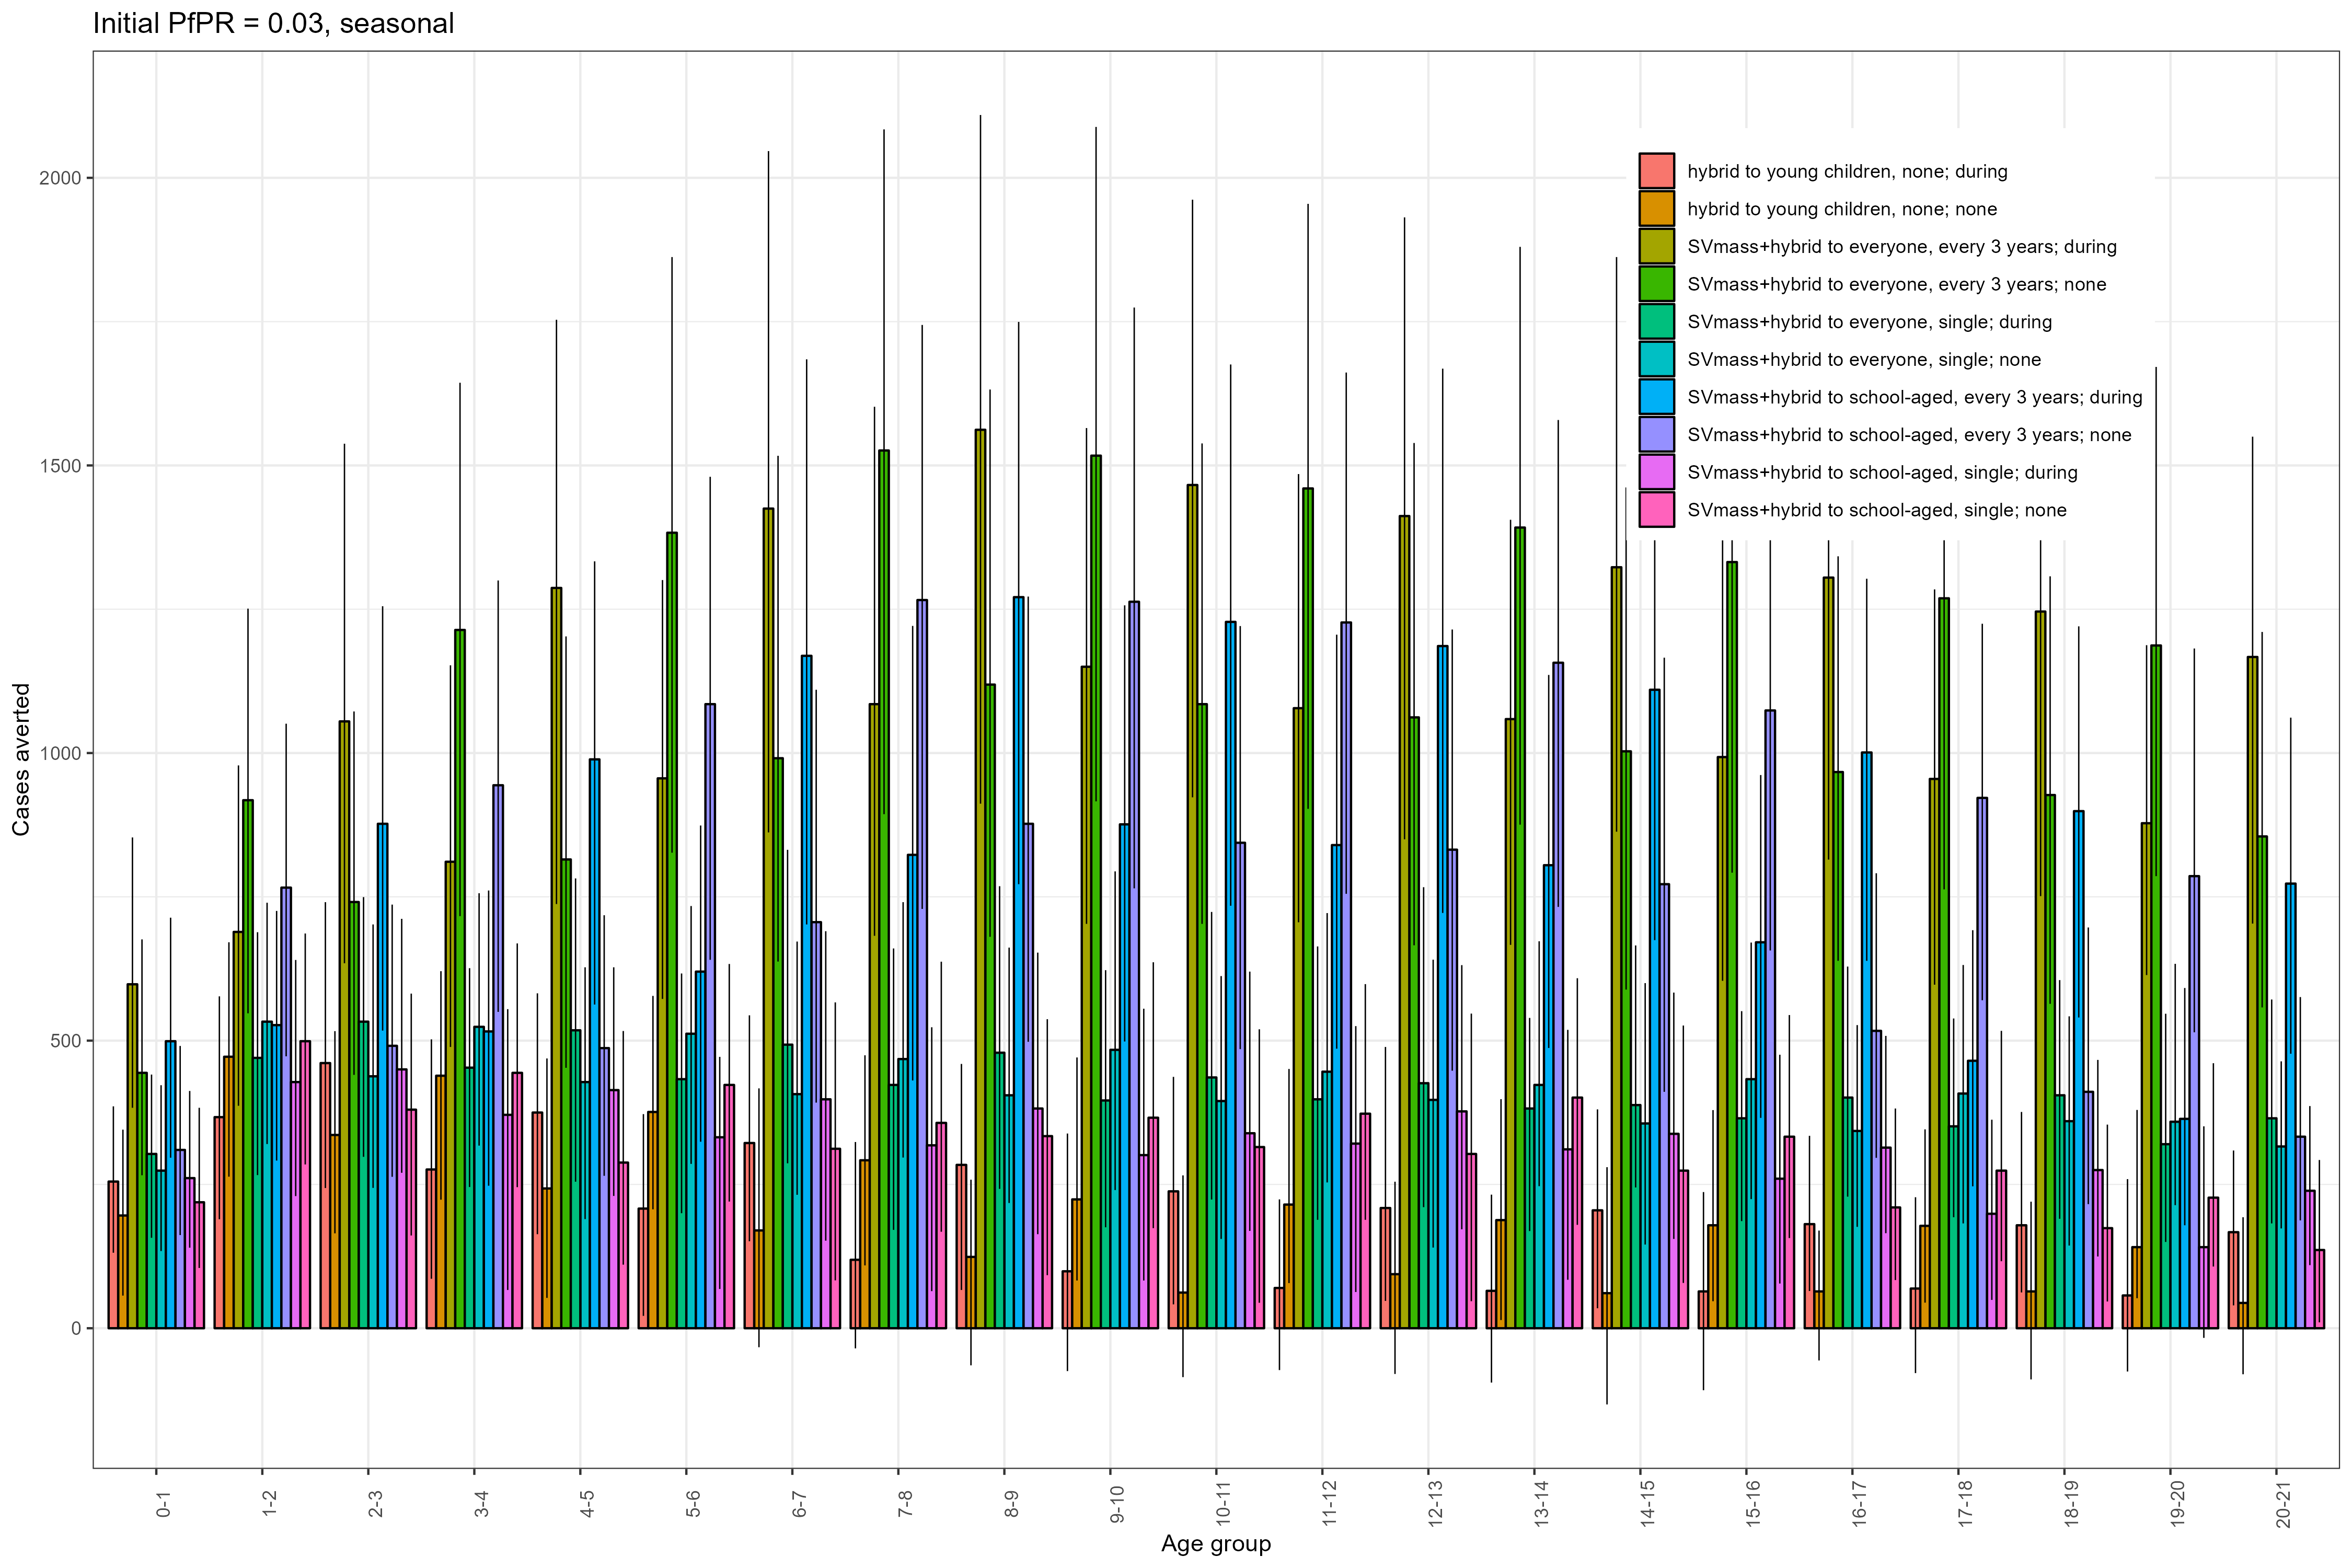 Initial PfPR = 0.03, seasonal
Cases averted
2000
1500
1000
500
0
hybrid to young children, none; during
hybrid to young children, none; none
SVmass+hybrid to everyone, every 3 years; during
SVmass+hybrid to everyone, every 3 years; none
SVmass+hybrid to everyone, single; during
SVmass+hybrid to everyone, single; none
SVmass+hybrid to school-aged, every 3 years; during
SVmass+hybrid to school-aged, every 3 years; none
SVmass+hybrid to school-aged, single; during
SVmass+hybrid to school-aged, single; none
0-1
1-2
2-3
3-4
4-5
5-6
6-7
7-8
8-9
9-10
10-11
11-12
12-13
13-14
14-15
15-16
16-17
17-18
18-19
19-20
20-21
Age group